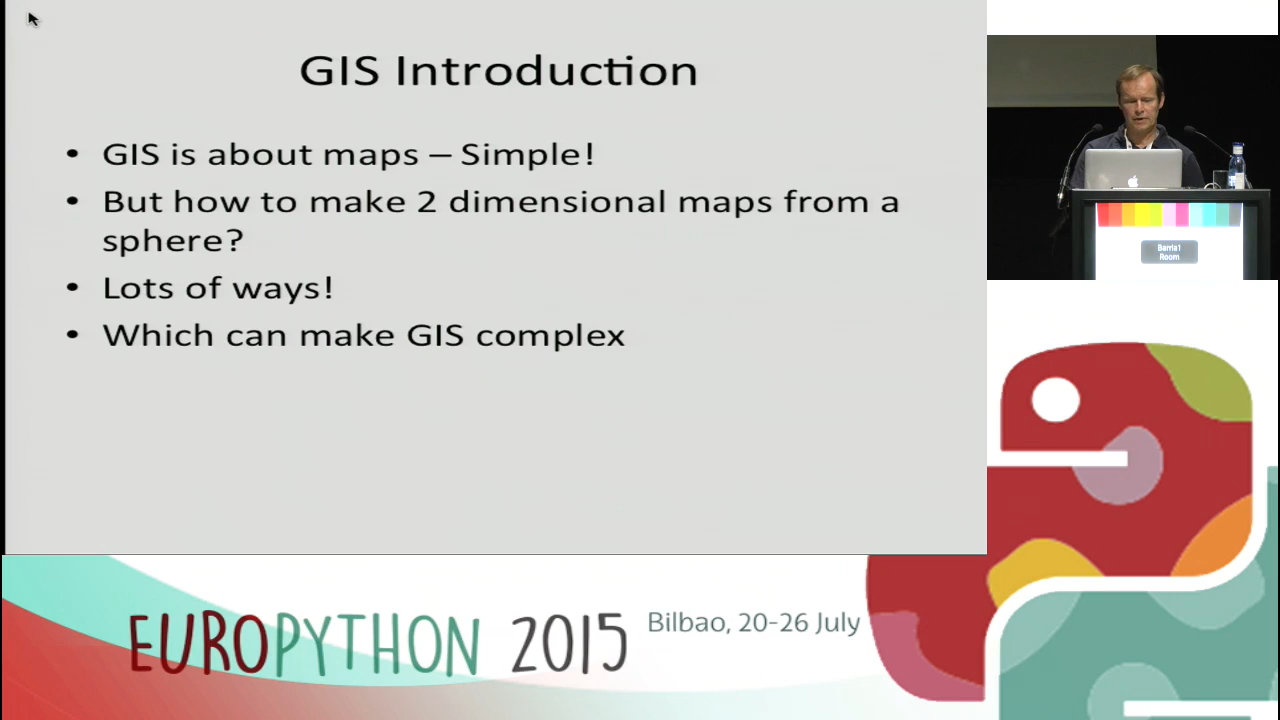 GIS Introduction
• GIS is about maps – Simple!
• But how to make 2 dimensional maps from a
sphere?
• Lots of ways!
• Which can make GIS complex
Barria1
Room
EUROPYTHON 2015
Bilbao, 20-26 July